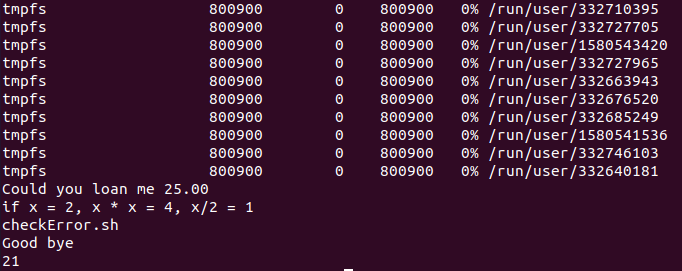 tmpfs 800900 0 800900 0% /run/user/332710395
tmpfs 800900 0 800900 0% /run/user/332727705
tmpfs 800900 0 800900 0% /run/user/1580543420
tmpfs 800900 0 800900 0% /run/user/332727965
tmpfs 800900 0 800900 0% /run/user/332663943
tmpfs 800900 0 800900 0% /run/user/332676520
tmpfs 800900 0 800900 0% /run/user/332685249
tmpfs 800900 0 800900 0% /run/user/1580541536
tmpfs 800900 0 800900 0% /run/user/332746103
tmpfs 800900 0 800900 0% /run/user/332640181
Could you loan me 25.00
if x = 2, x * x = 4, x/2 = 1
checkError.sh
Good bye
21